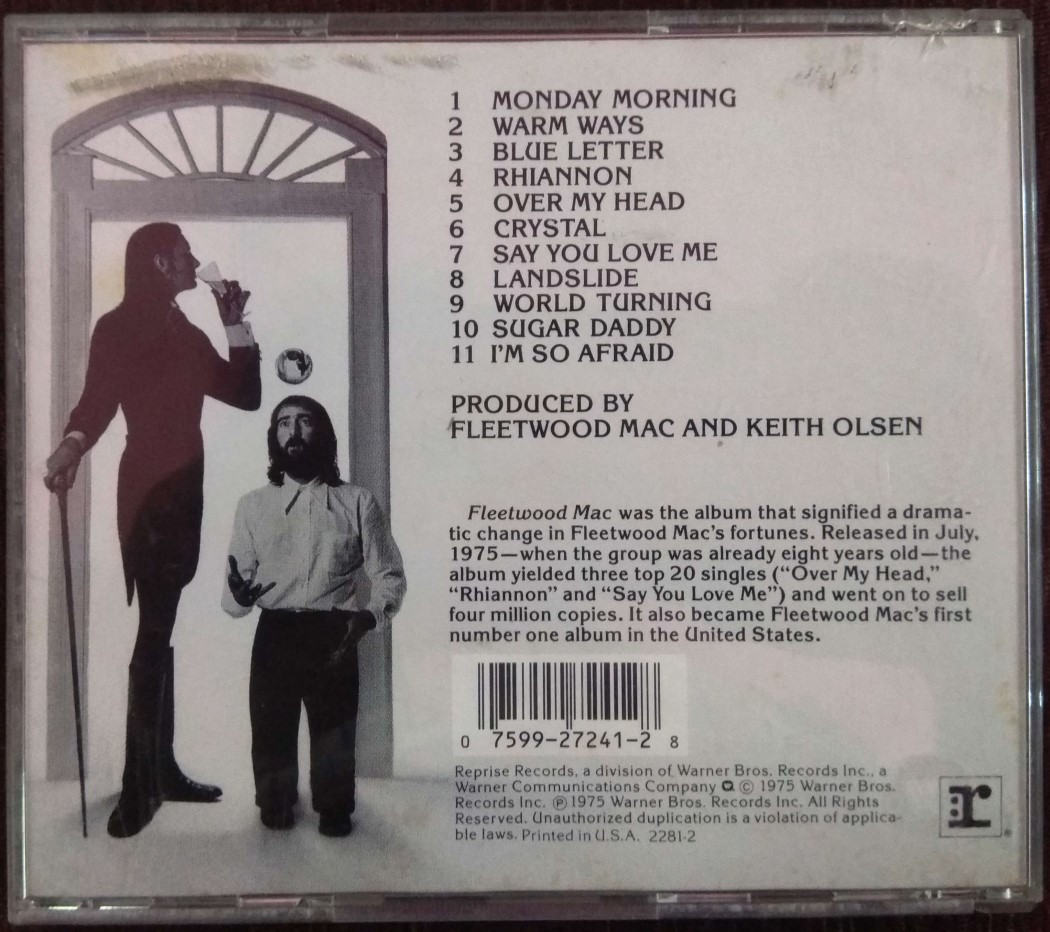 1 MONDAY MORNING
2 WARM WAYS
3 BLUE LETTER
4 RHIANNON
5 OVER MY HEAD
6 CRYSTAL
7 SAY YOU LOVE ME
8 LANDSLIDE
9 WORLD TURNING
10 SUGAR DADDY
11 I'M SO AFRAID
PRODUCED BY
FLEETWOOD MAC AND KEITH OLSEN
Fleetwood Mac was the album that signified a drama-
tic change in Fleetwood Mac's fortunes. Released in July,
1975—when the group was already eight years old—the
album yielded three top 20 singles ("Over My Head,"
"Rhiannon" and "Say You Love Me") and went on to sell
four million copies. It also became Fleetwood Mac's first
number one album in the United States.
0 7599-27241-2 8
Reprise Records, a division of Warner Bros. Records Inc., a
Warner Communications Company © 1975 Warner Bros.
Records Inc. ℗ 1975 Warner Bros. Records Inc. All Rights
Reserved. Unauthorized duplication is a violation of applica-
ble laws. Printed in U.S.A. 2281-2
:r
®